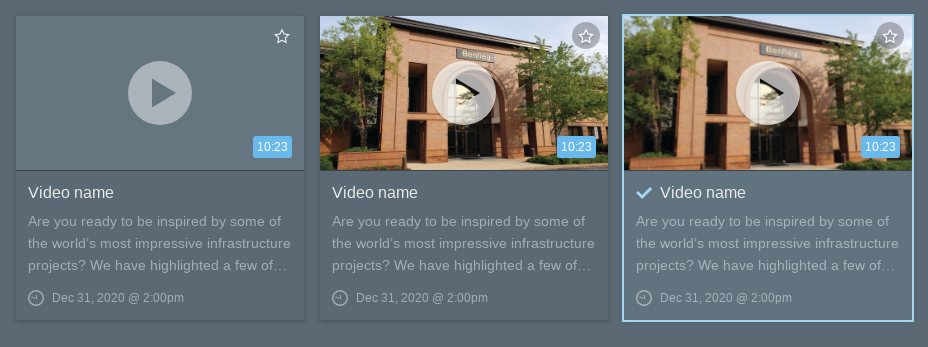 10:23
Video name
Are you ready to be inspired by some of
the world's most impressive infrastructure
projects? We have highlighted a few of...
Dec 31, 2020 @ 2:00pm
Bentley
10:23
Video name
Are you ready to be inspired by some of
the world's most impressive infrastructure
projects? We have highlighted a few of...
Dec 31, 2020 @ 2:00pm
Bentley
10:23
Video name
Are you ready to be inspired by some of
the world's most impressive infrastructure
projects? We have highlighted a few of...
Dec 31, 2020 @ 2:00pm